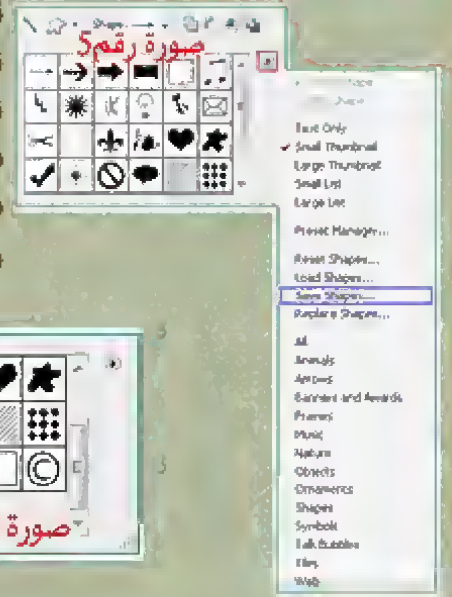 صورة رقم5
Shape
Text Only
Small Thumbnail
Large Thumbnail
Small List
Large List
Preset Manager...
Reset Shapes...
Load Shapes...
Save Shapes...
Replace Shapes...
All
Animals
Arrows
Banners and Awards
Frames
Music
Nature
Objects
Ornaments
Shapes
Symbols
Talk Bubbles
Tiles
Web
صورة